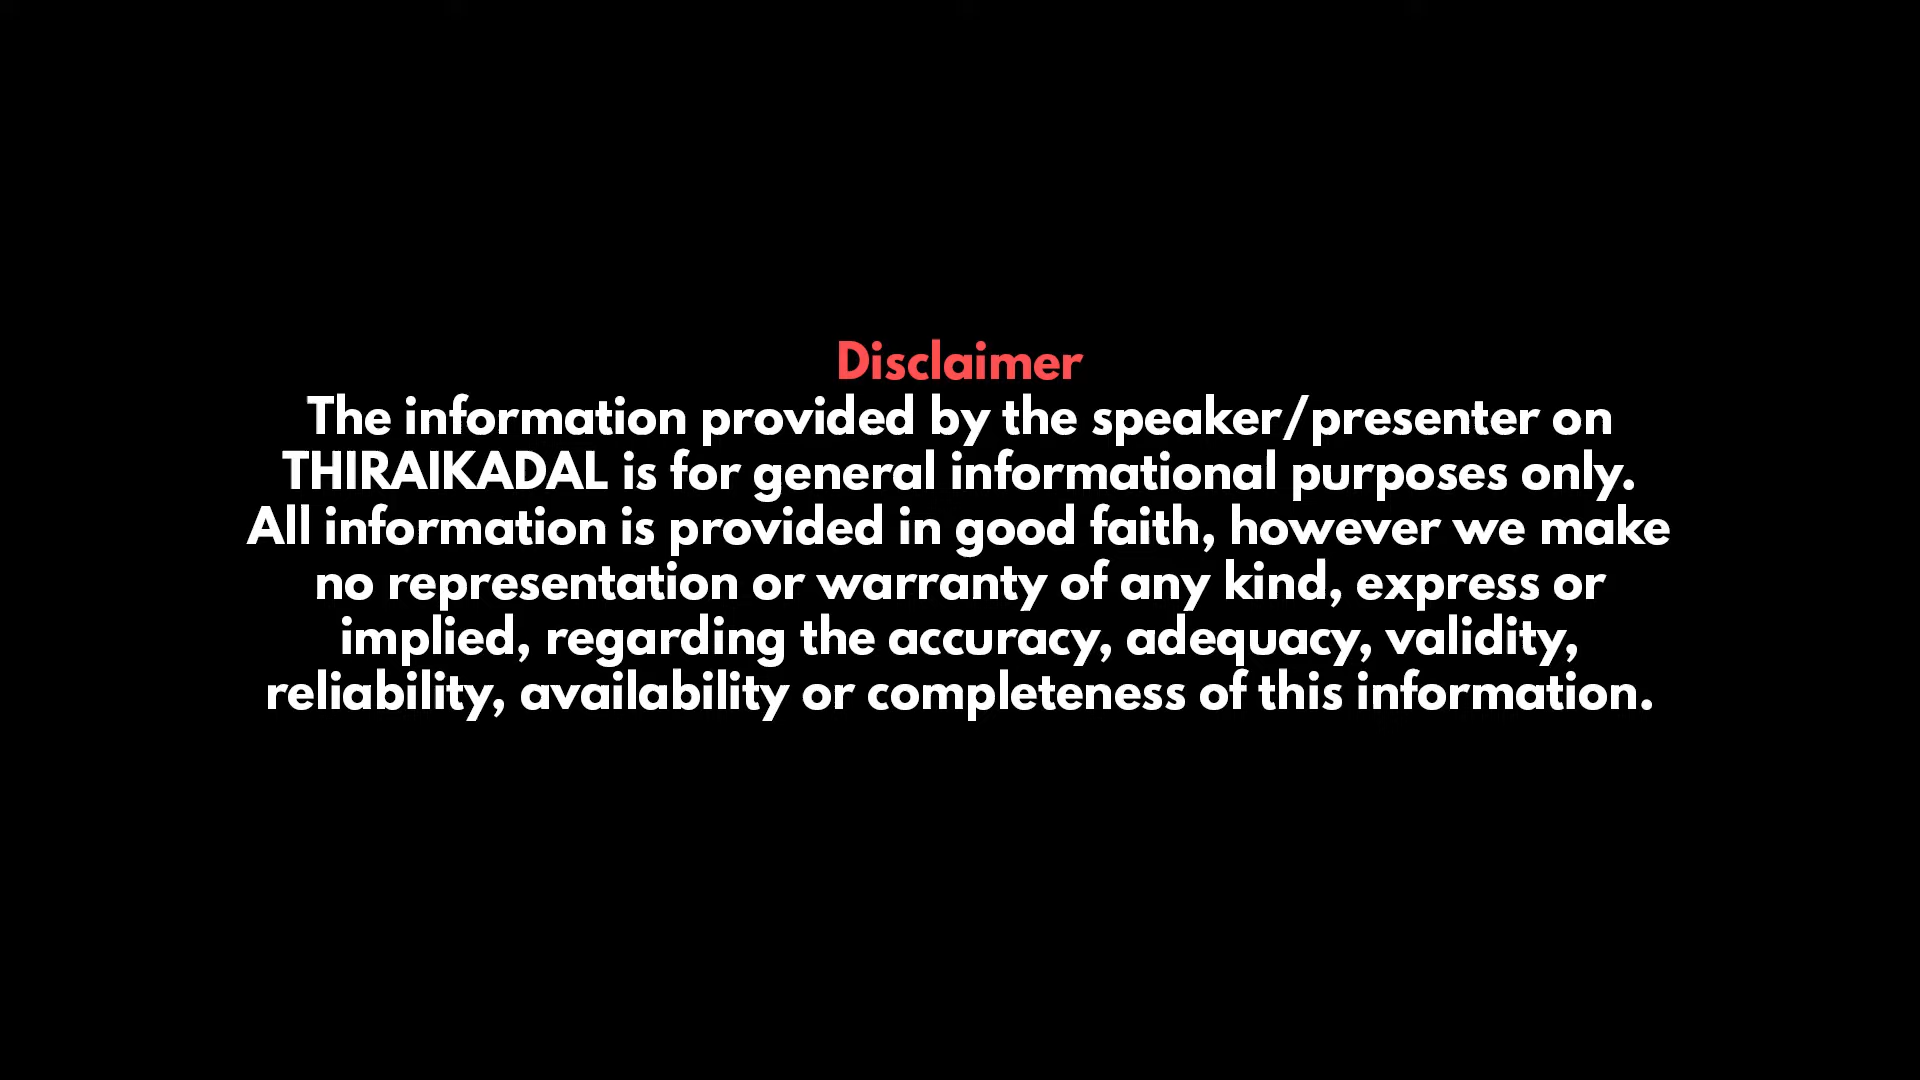 Disclaimer
The information provided by the speaker/presenter on
THIRAIKADAL is for general informational purposes only.
All information is provided in good faith, however we make
no representation or warranty of any kind, express or
implied, regarding the accuracy, adequacy, validity,
reliability, availability or completeness of this information.